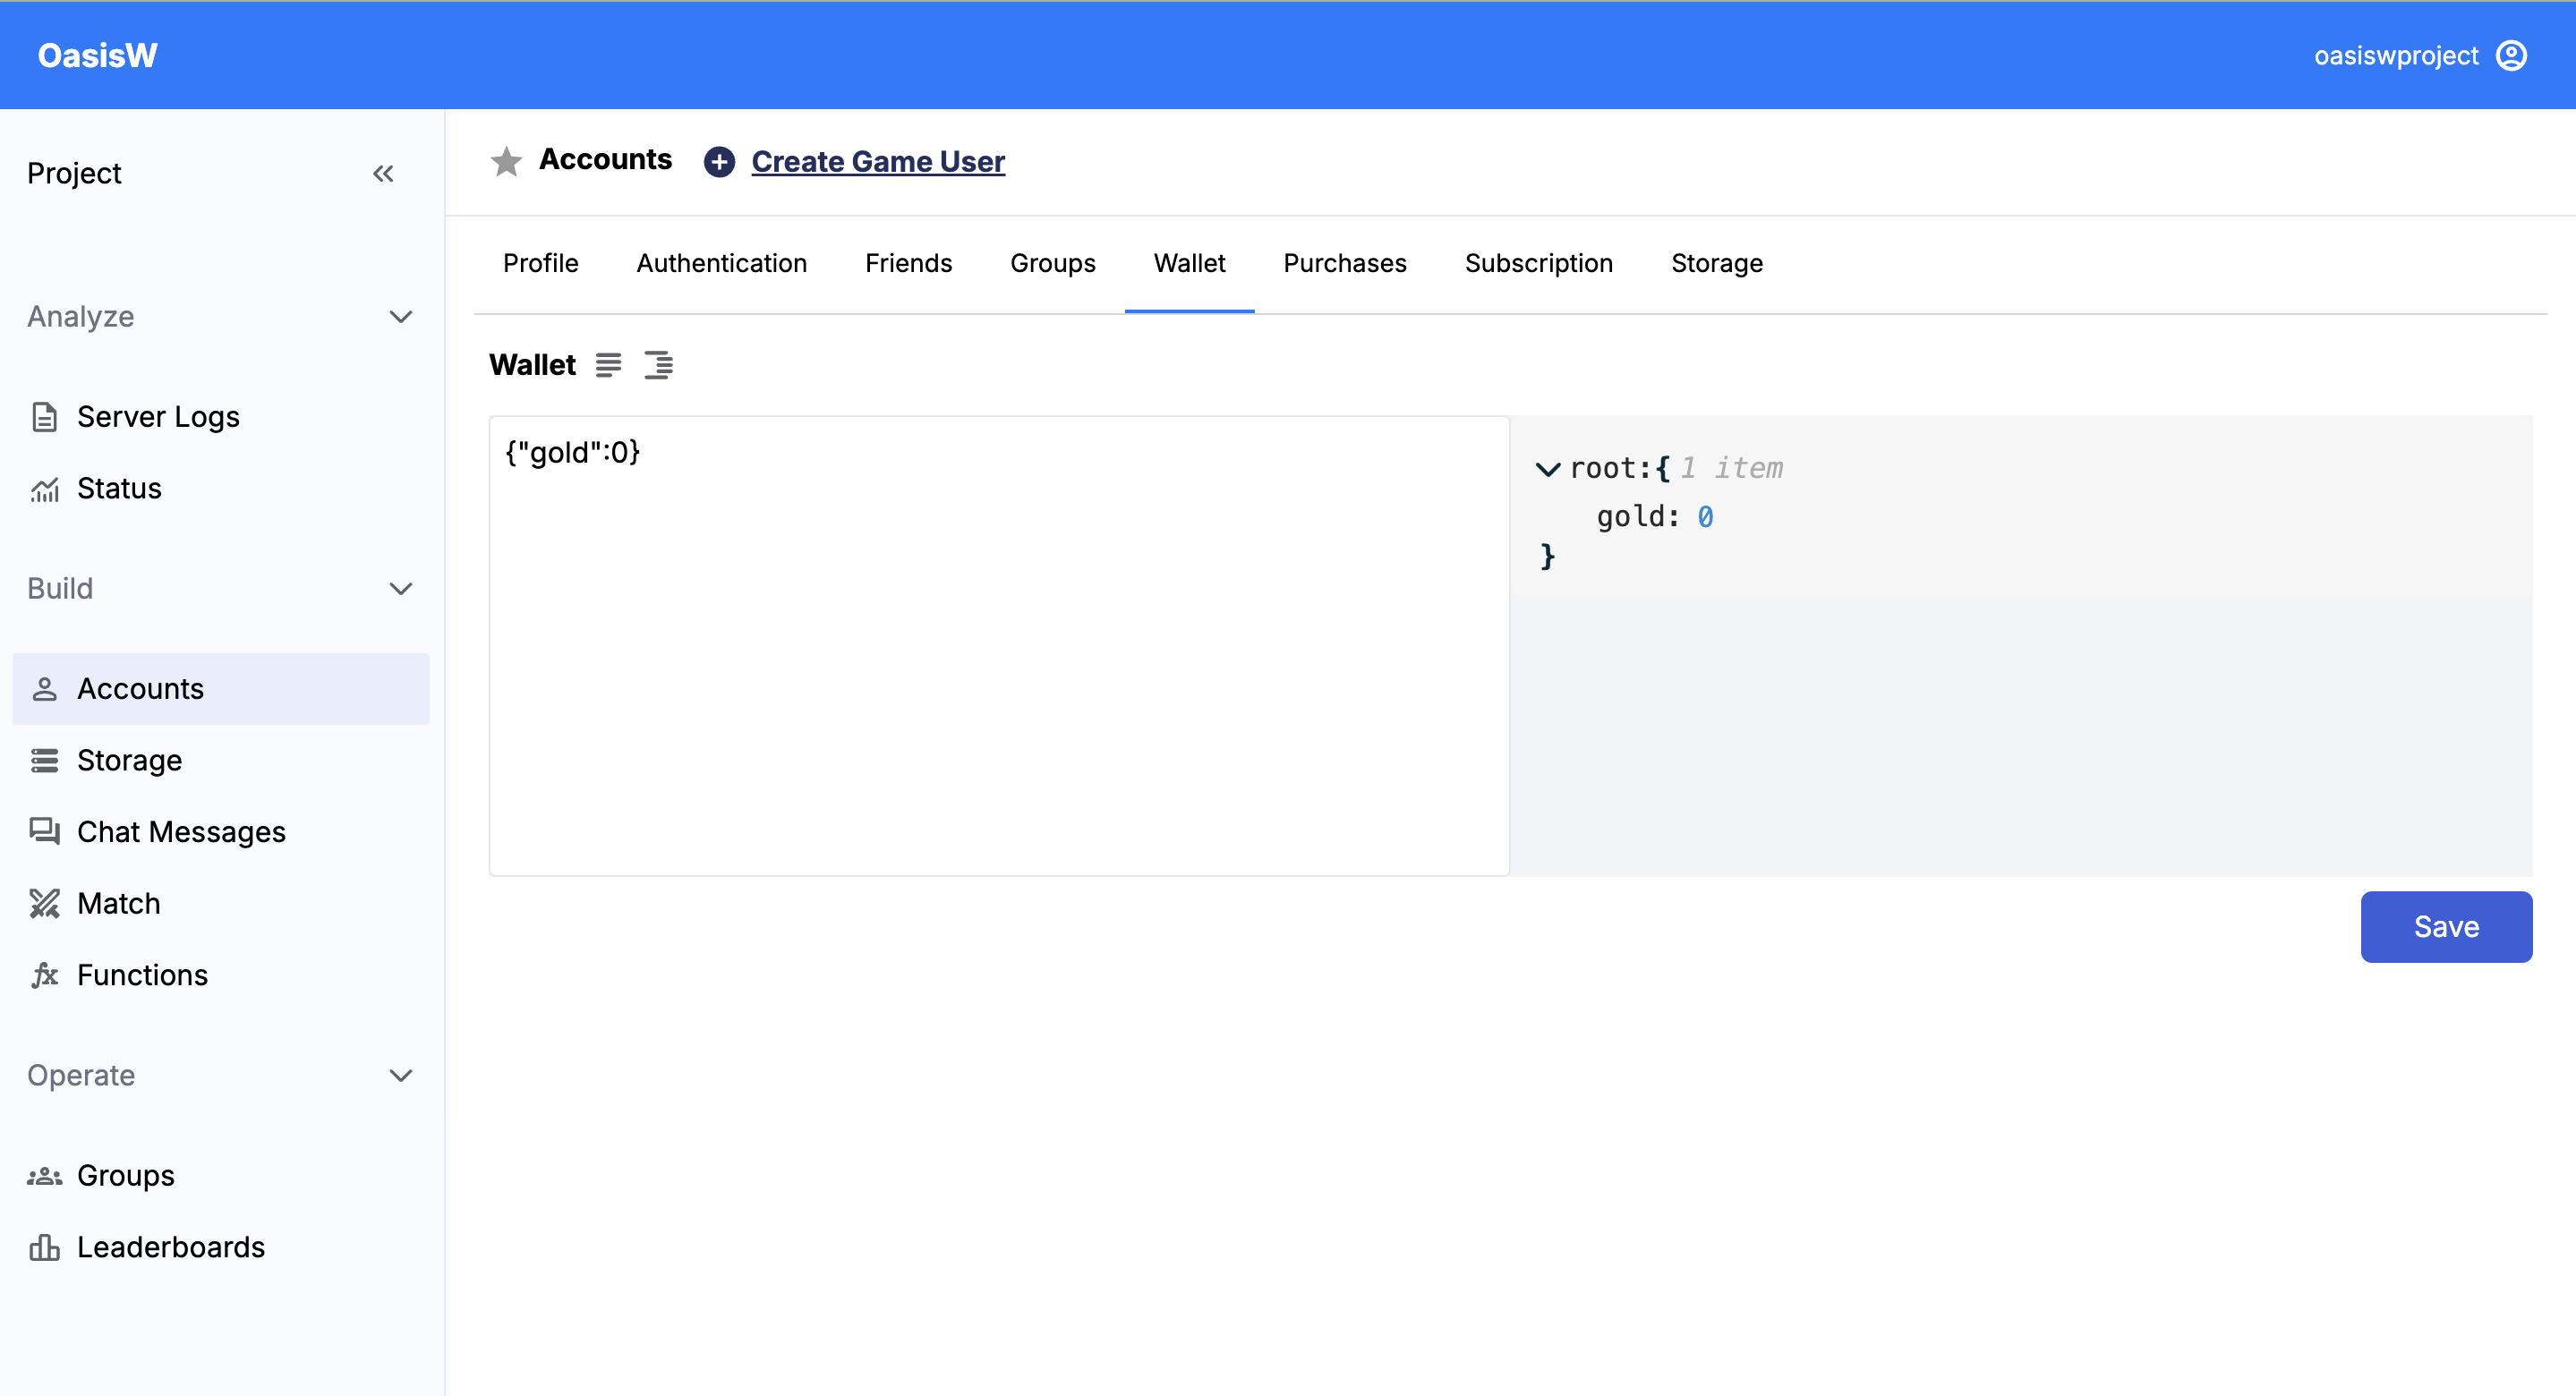 OasisW
oasiswproject
Project
Analyze
Server Logs
Status
Build
Accounts
Storage
Chat Messages
Match
Functions
Operate
Groups
Leaderboards
Accounts
Create Game User
Profile Authentication Friends Groups Wallet Purchases Subscription Storage
Wallet
{"gold":0}
root:{ 1 item
gold: 0
}
Save